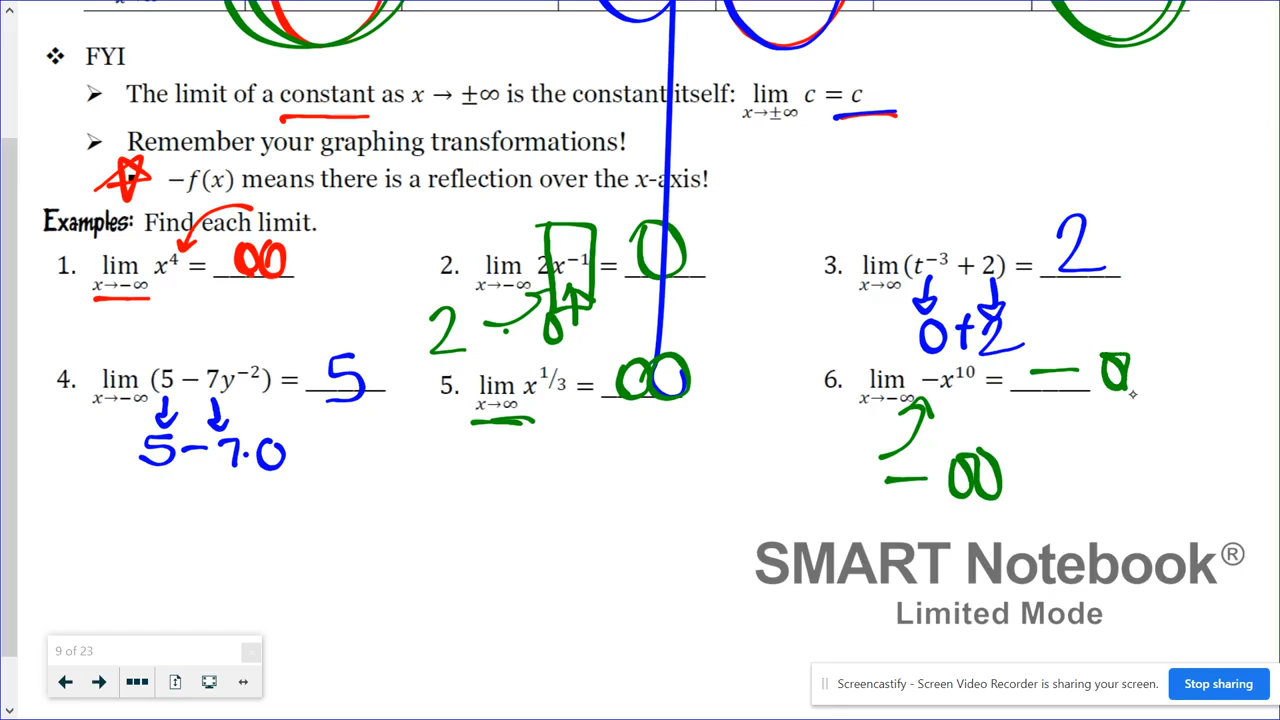 ❖ FYI
➢ The limit of a constant as x → ±∞ is the constant itself: lim x→±∞ c = c
➢ Remember your graphing transformations!
−f(x) means there is a reflection over the x-axis!
Examples: Find each limit.
1. lim x→−∞ x⁴ = ∞
2. lim x→−∞ 2x⁻¹ = 0
3. lim x→∞ (t⁻³ + 2) = 2
2 · 0
0 + 2
4. lim x→−∞ (5 − 7y⁻²) = 5
5. lim x→∞ x^1/3 = ∞
6. lim x→−∞ −x¹⁰ = −
5 − 7·0
− ∞
SMART Notebook®
Limited Mode
9 of 23
Screencastify - Screen Video Recorder is sharing your screen.
Stop sharing